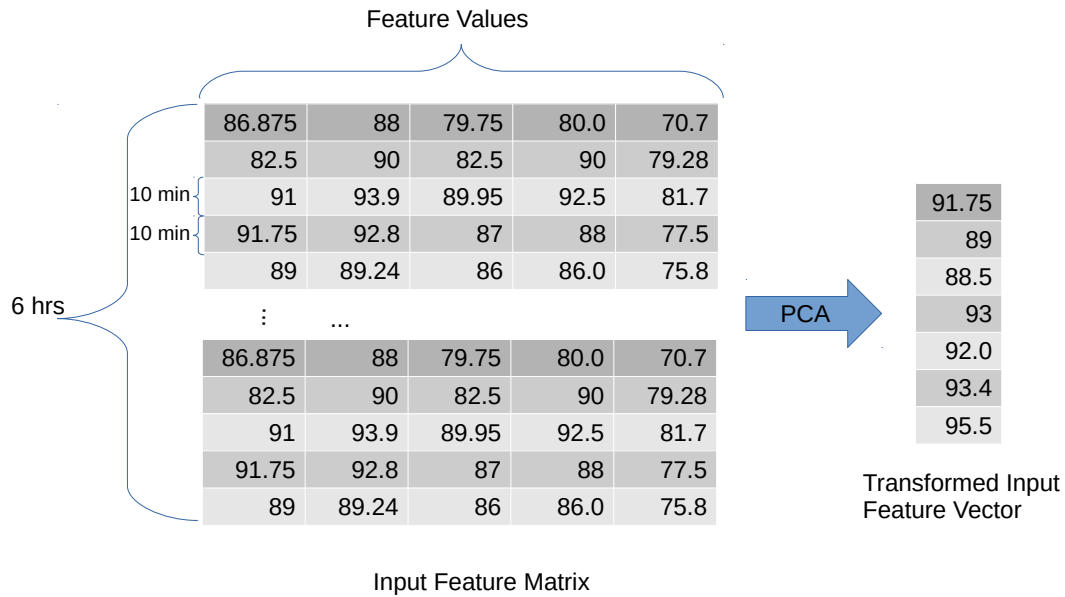 Feature Values
86.875 88 79.75 80.0 70.7
82.5 90 82.5 90 79.28
10 min 91 93.9 89.95 92.5 81.7
10 min 91.75 92.8 87 88 77.5
89 89.24 86 86.0 75.8
6 hrs
⋮ ...
86.875 88 79.75 80.0 70.7
82.5 90 82.5 90 79.28
91 93.9 89.95 92.5 81.7
91.75 92.8 87 88 77.5
89 89.24 86 86.0 75.8
Input Feature Matrix
PCA
91.75
89
88.5
93
92.0
93.4
95.5
Transformed Input
Feature Vector